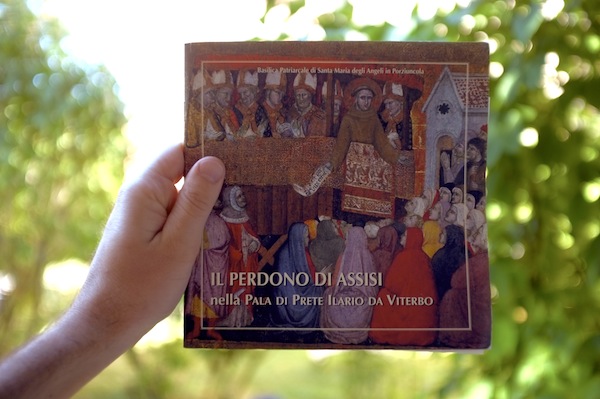 Basilica Patriarcale di Santa Maria degli Angeli in Porziuncola
IL PERDONO DI ASSISI
nella PALA DI PRETE ILARIO DA VITERBO